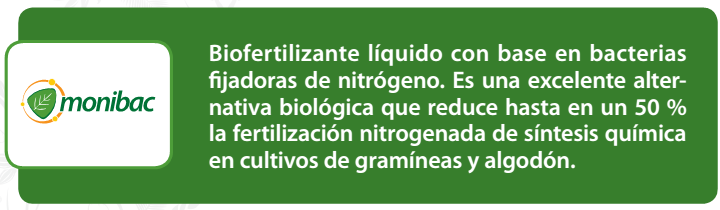 monibac
Biofertilizante líquido con base en bacterias
fijadoras de nitrógeno. Es una excelente alter-
nativa biológica que reduce hasta en un 50 %
la fertilización nitrogenada de síntesis química
en cultivos de gramíneas y algodón.